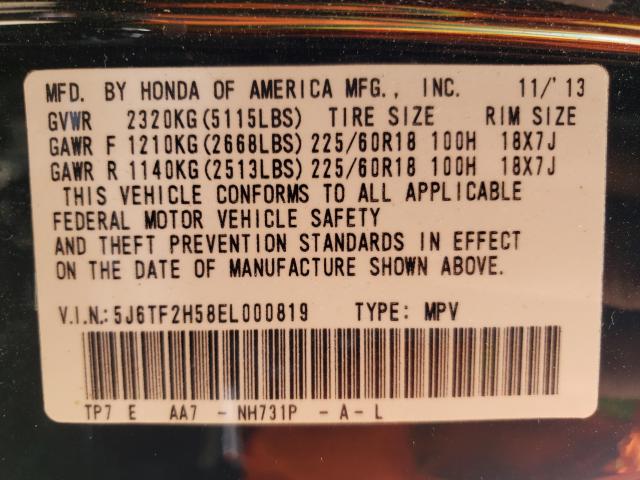 MFD. BY HONDA OF AMERICA MFG., INC. 11/'13
GVWR 2320KG(5115LBS) TIRE SIZE RIM SIZE
GAWR F 1210KG(2668LBS) 225/60R18 100H 18X7J
GAWR R 1140KG(2513LBS) 225/60R18 100H 18X7J
THIS VEHICLE CONFORMS TO ALL APPLICABLE
FEDERAL MOTOR VEHICLE SAFETY
AND THEFT PREVENTION STANDARDS IN EFFECT
ON THE DATE OF MANUFACTURE SHOWN ABOVE.
V.I.N.:5J6TF2H58EL000819 TYPE: MPV
TP7 E AA7 - NH731P - A - L